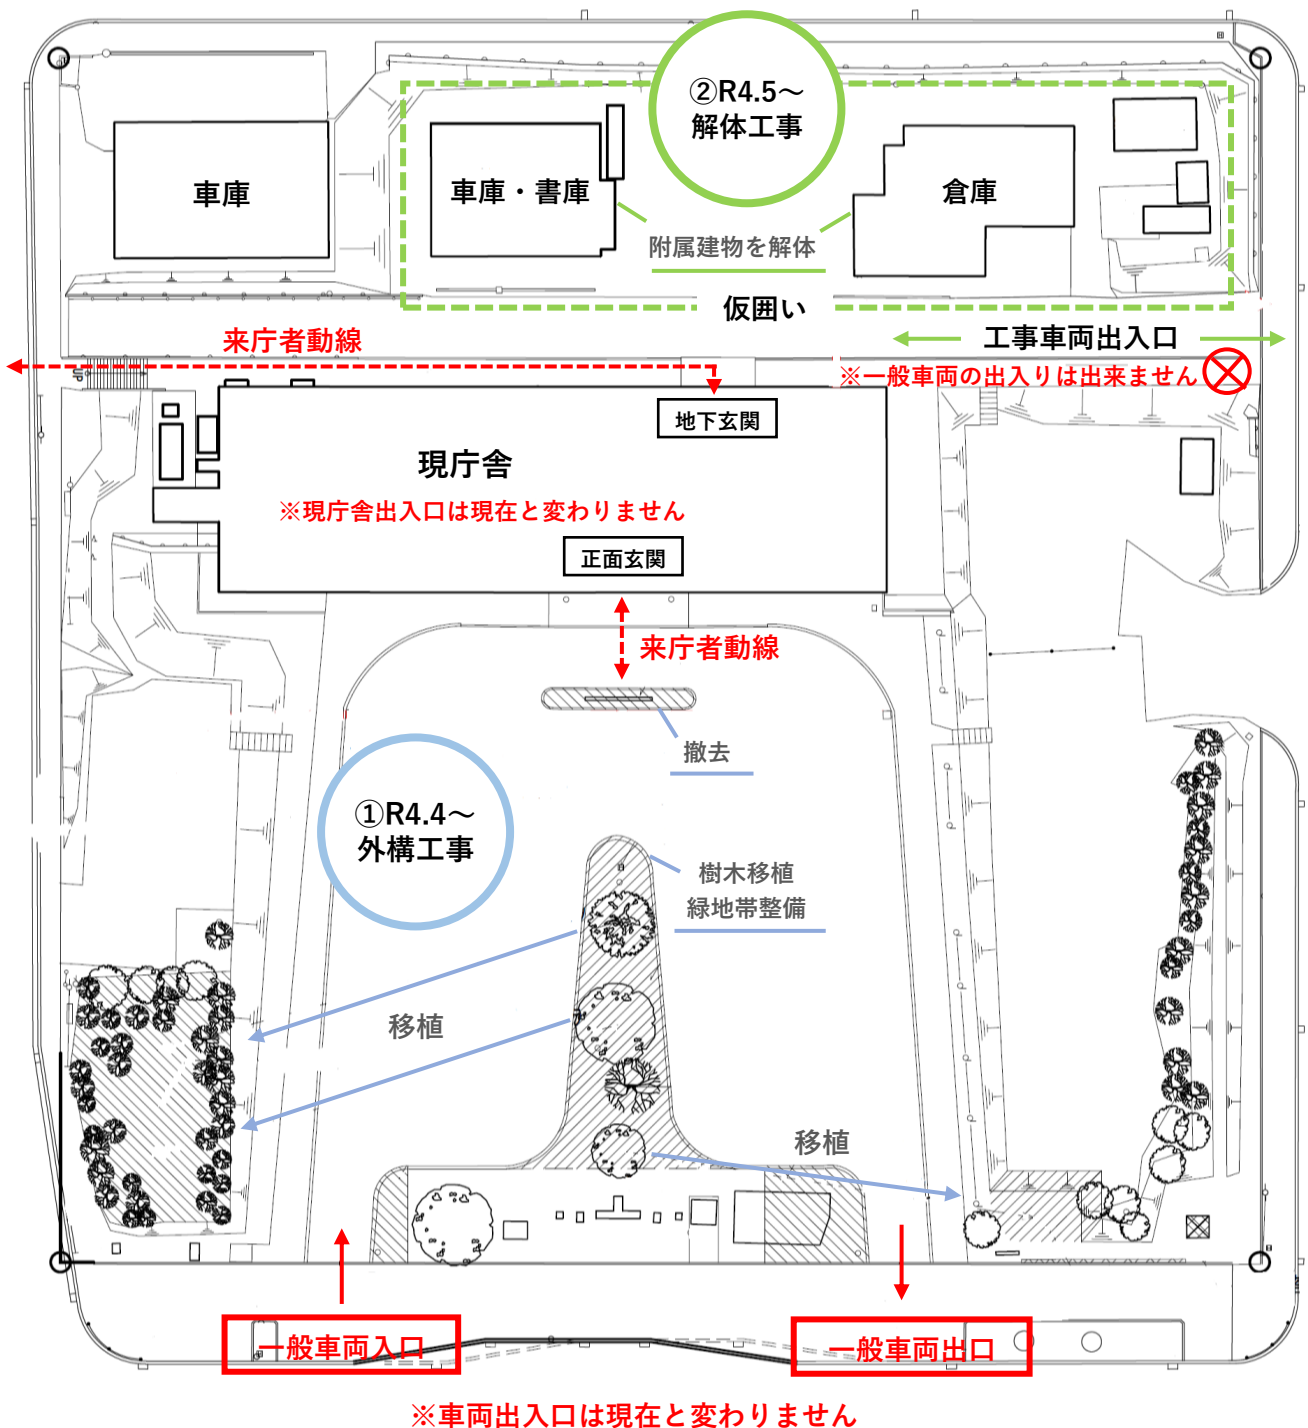 ②R4.5～
解体工事
車庫
車庫・書庫
倉庫
附属建物を解体
仮囲い
来庁者動線
工事車両出入口
※一般車両の出入りは出来ません
UP
地下玄関
現庁舎
※現庁舎出入口は現在と変わりません
正面玄関
来庁者動線
撤去
①R4.4～
外構工事
樹木移植
緑地帯整備
移植
移植
一般車両入口
一般車両出口
※車両出入口は現在と変わりません